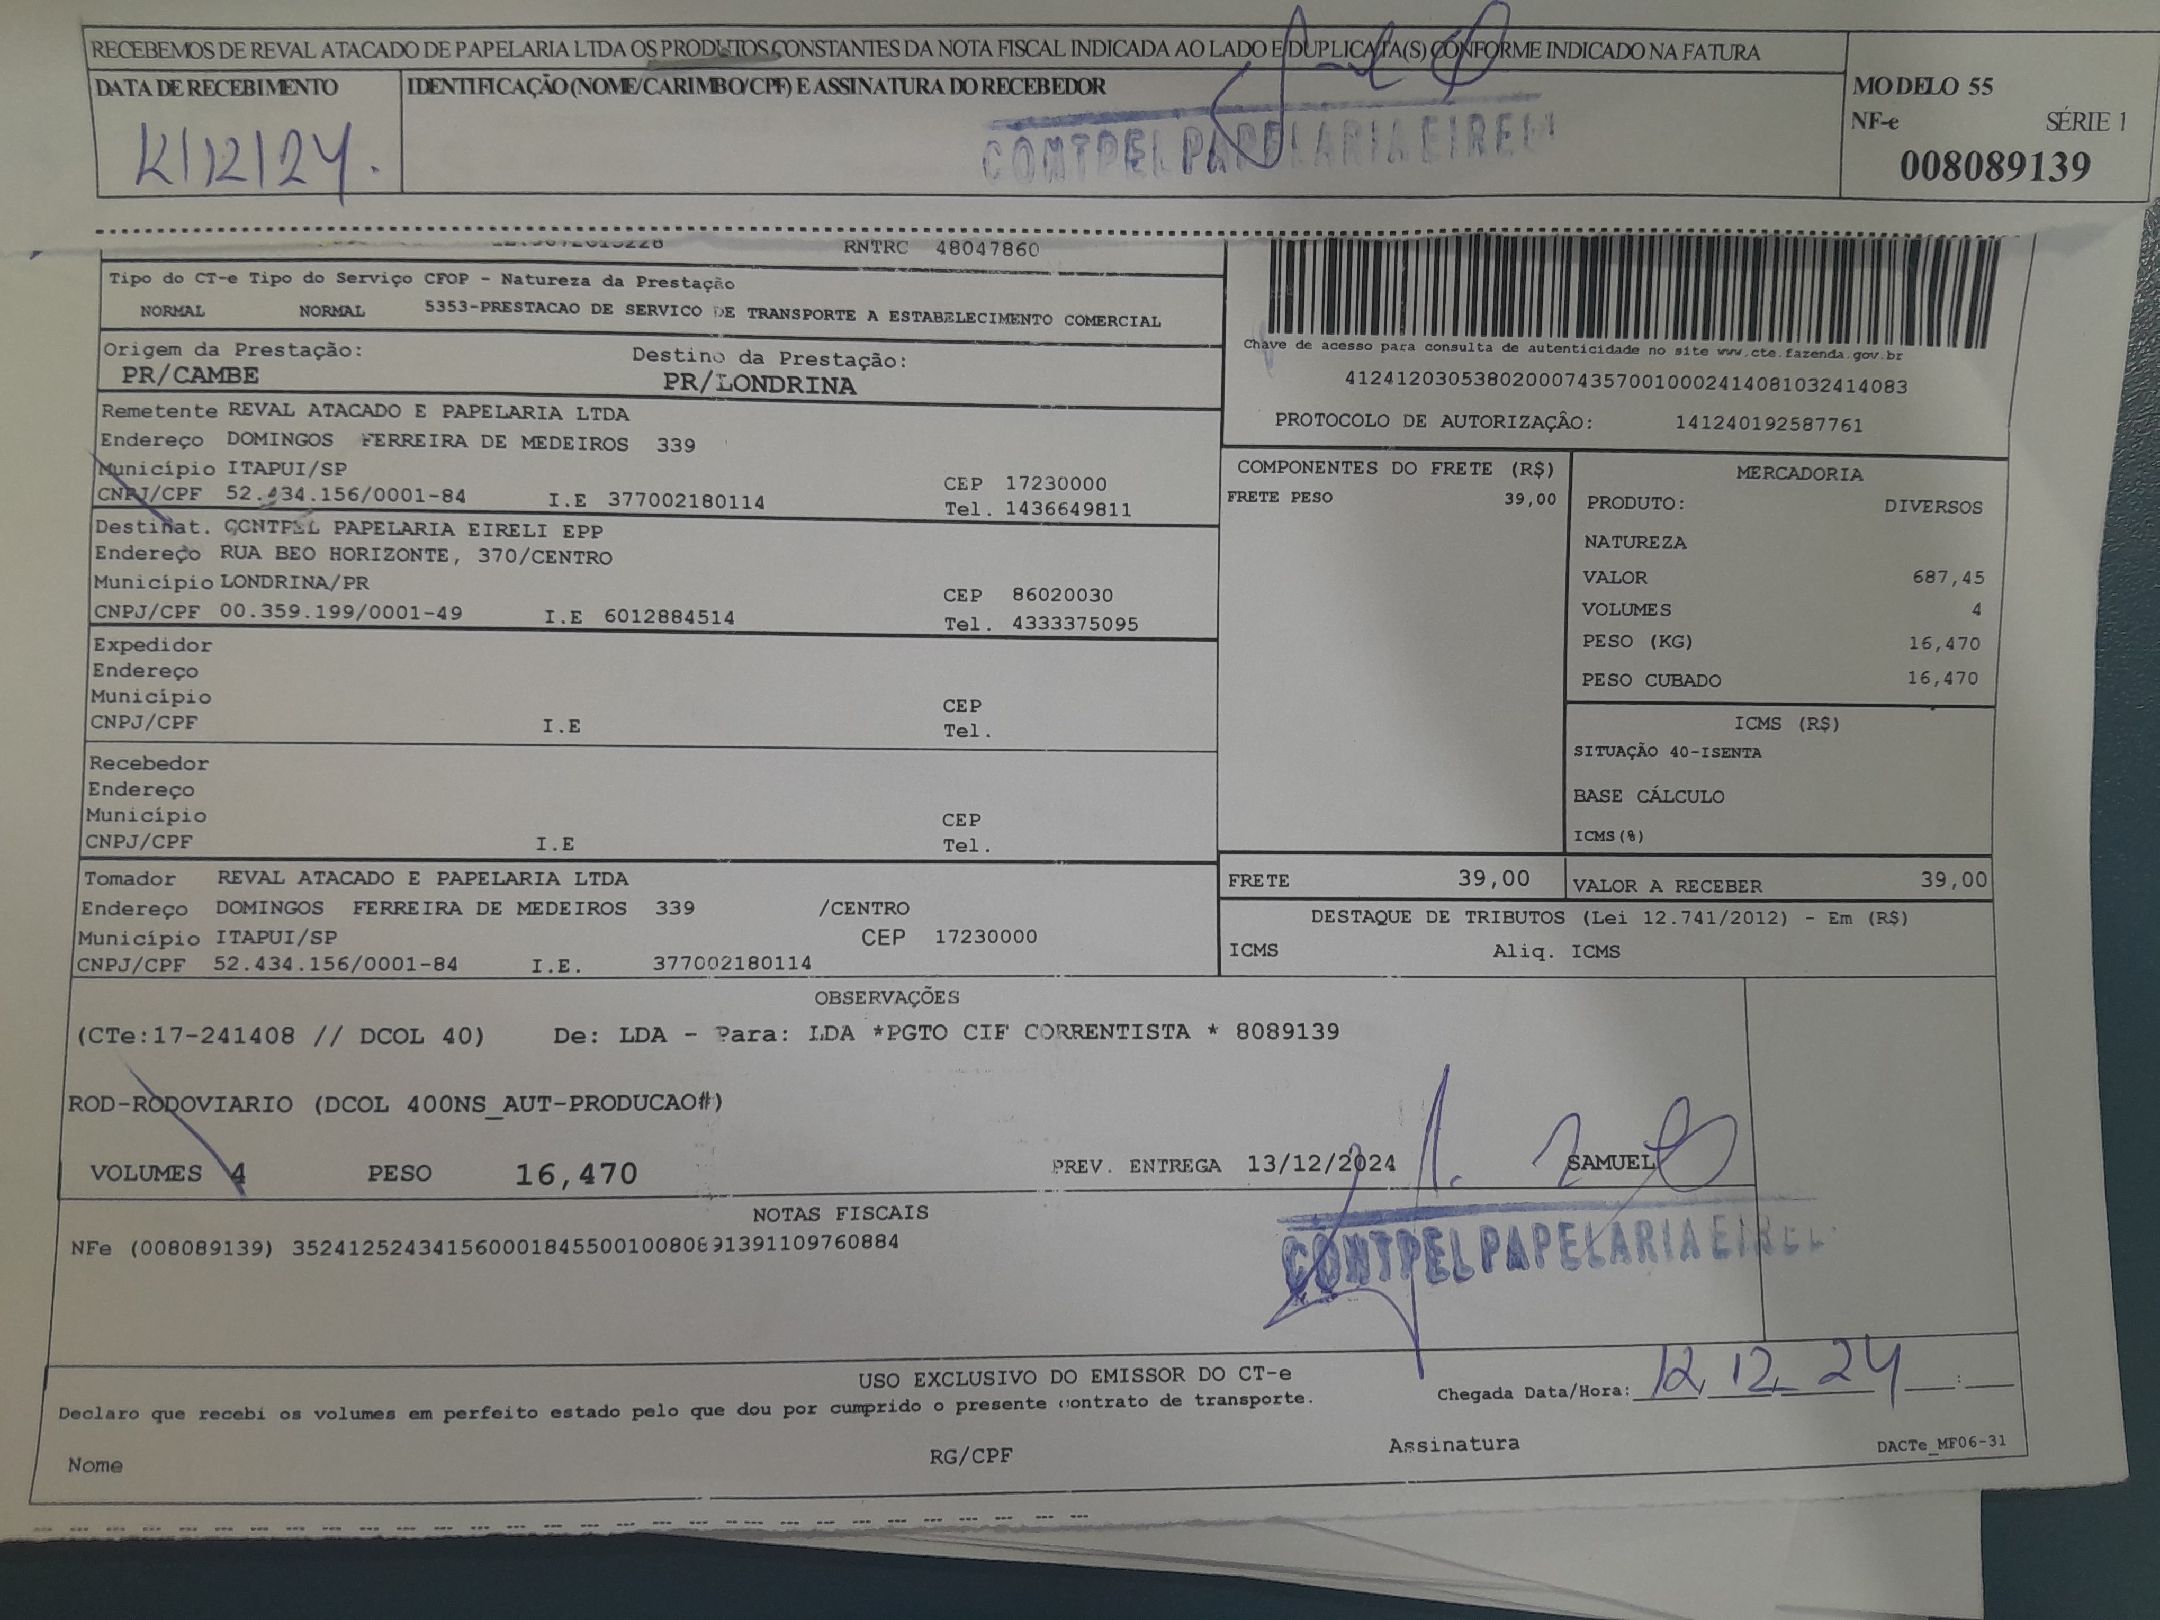 RECEBEMOS DE REVAL ATACADO DE PAPELARIA LTDA OS PRODUTOS CONSTANTES DA NOTA FISCAL INDICADA AO LADO E DUPLICATA(S) CONFORME INDICADO NA FATURA
DATA DE RECEBIMENTO
IDENTIFICAÇÃO (NOME/CARIMBO/CPF) E ASSINATURA DO RECEBEDOR
12/12/24.
CONTPEL PAPELARIA EIRELI
MODELO 55
NF-e SÉRIE 1
008089139
RNTRC 48047860
Tipo do CT-e Tipo do Serviço CFOP - Natureza da Prestação
NORMAL NORMAL 5353-PRESTACAO DE SERVICO DE TRANSPORTE A ESTABELECIMENTO COMERCIAL
Origem da Prestação: Destino da Prestação:
PR/CAMBE PR/LONDRINA
Chave de acesso para consulta de autenticidade no site www.cte.fazenda.gov.br
41241203053802000743570010002414081032414083
PROTOCOLO DE AUTORIZAÇÃO: 141240192587761
Remetente REVAL ATACADO E PAPELARIA LTDA
Endereço DOMINGOS FERREIRA DE MEDEIROS 339
Município ITAPUI/SP CEP 17230000
CNPJ/CPF 52.434.156/0001-84 I.E 377002180114 Tel. 1436649811
Destinat. CONTPEL PAPELARIA EIRELI EPP
Endereço RUA BEO HORIZONTE, 370/CENTRO
Município LONDRINA/PR CEP 86020030
CNPJ/CPF 00.359.199/0001-49 I.E 6012884514 Tel. 4333375095
Expedidor
Endereço
Município CEP
CNPJ/CPF I.E Tel.
Recebedor
Endereço
Município CEP
CNPJ/CPF I.E Tel.
Tomador REVAL ATACADO E PAPELARIA LTDA
Endereço DOMINGOS FERREIRA DE MEDEIROS 339 /CENTRO
Município ITAPUI/SP CEP 17230000
CNPJ/CPF 52.434.156/0001-84 I.E. 377002180114
COMPONENTES DO FRETE (R$)
FRETE PESO 39,00
MERCADORIA
PRODUTO: DIVERSOS
NATUREZA
VALOR 687,45
VOLUMES 4
PESO (KG) 16,470
PESO CUBADO 16,470
ICMS (R$)
SITUAÇÃO 40-ISENTA
BASE CÁLCULO
ICMS(%)
FRETE 39,00 VALOR A RECEBER 39,00
DESTAQUE DE TRIBUTOS (Lei 12.741/2012) - Em (R$)
ICMS Aliq. ICMS
OBSERVAÇÕES
(CTe:17-241408 // DCOL 40) De: LDA - Para: LDA *PGTO CIF CORRENTISTA * 8089139
ROD-RODOVIARIO (DCOL 400NS_AUT-PRODUCAO#)
VOLUMES 4 PESO 16,470 PREV. ENTREGA 13/12/2024 SAMUEL
NOTAS FISCAIS
NFe (008089139) 35241252434156000184550010080891391109760884
CONTPEL PAPELARIA EIRELI
USO EXCLUSIVO DO EMISSOR DO CT-e
Declaro que recebi os volumes em perfeito estado pelo que dou por cumprido o presente contrato de transporte.
Chegada Data/Hora: 12 12 24 :
Nome RG/CPF Assinatura DACTe_MF06-31